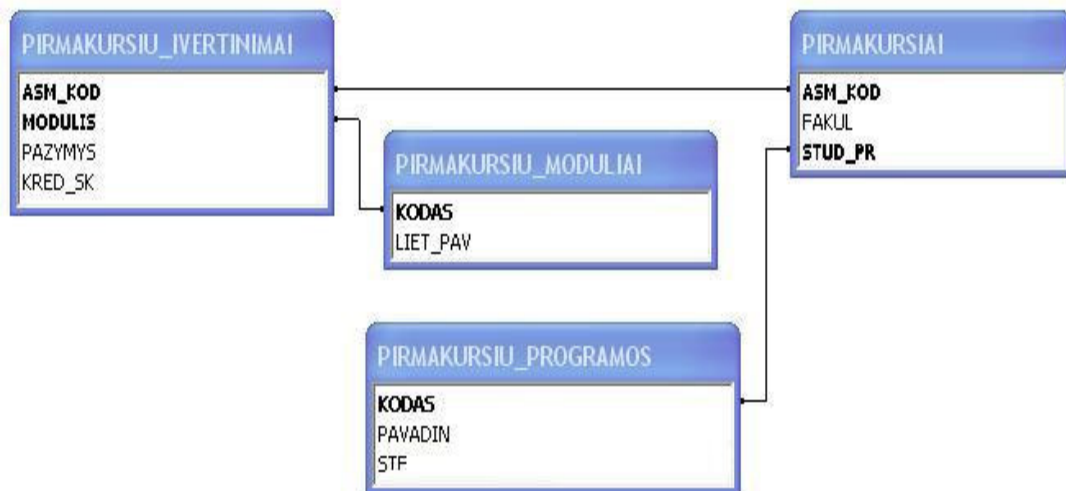 PIRMAKURSIU_IVERTINIMAI
ASM_KOD
MODULIS
PAZYMYS
KRED_SK
PIRMAKURSIAI
ASM_KOD
FAKUL
STUD_PR
PIRMAKURSIU_MODULIAI
KODAS
LIET_PAV
PIRMAKURSIU_PROGRAMOS
KODAS
PAVADIN
STF